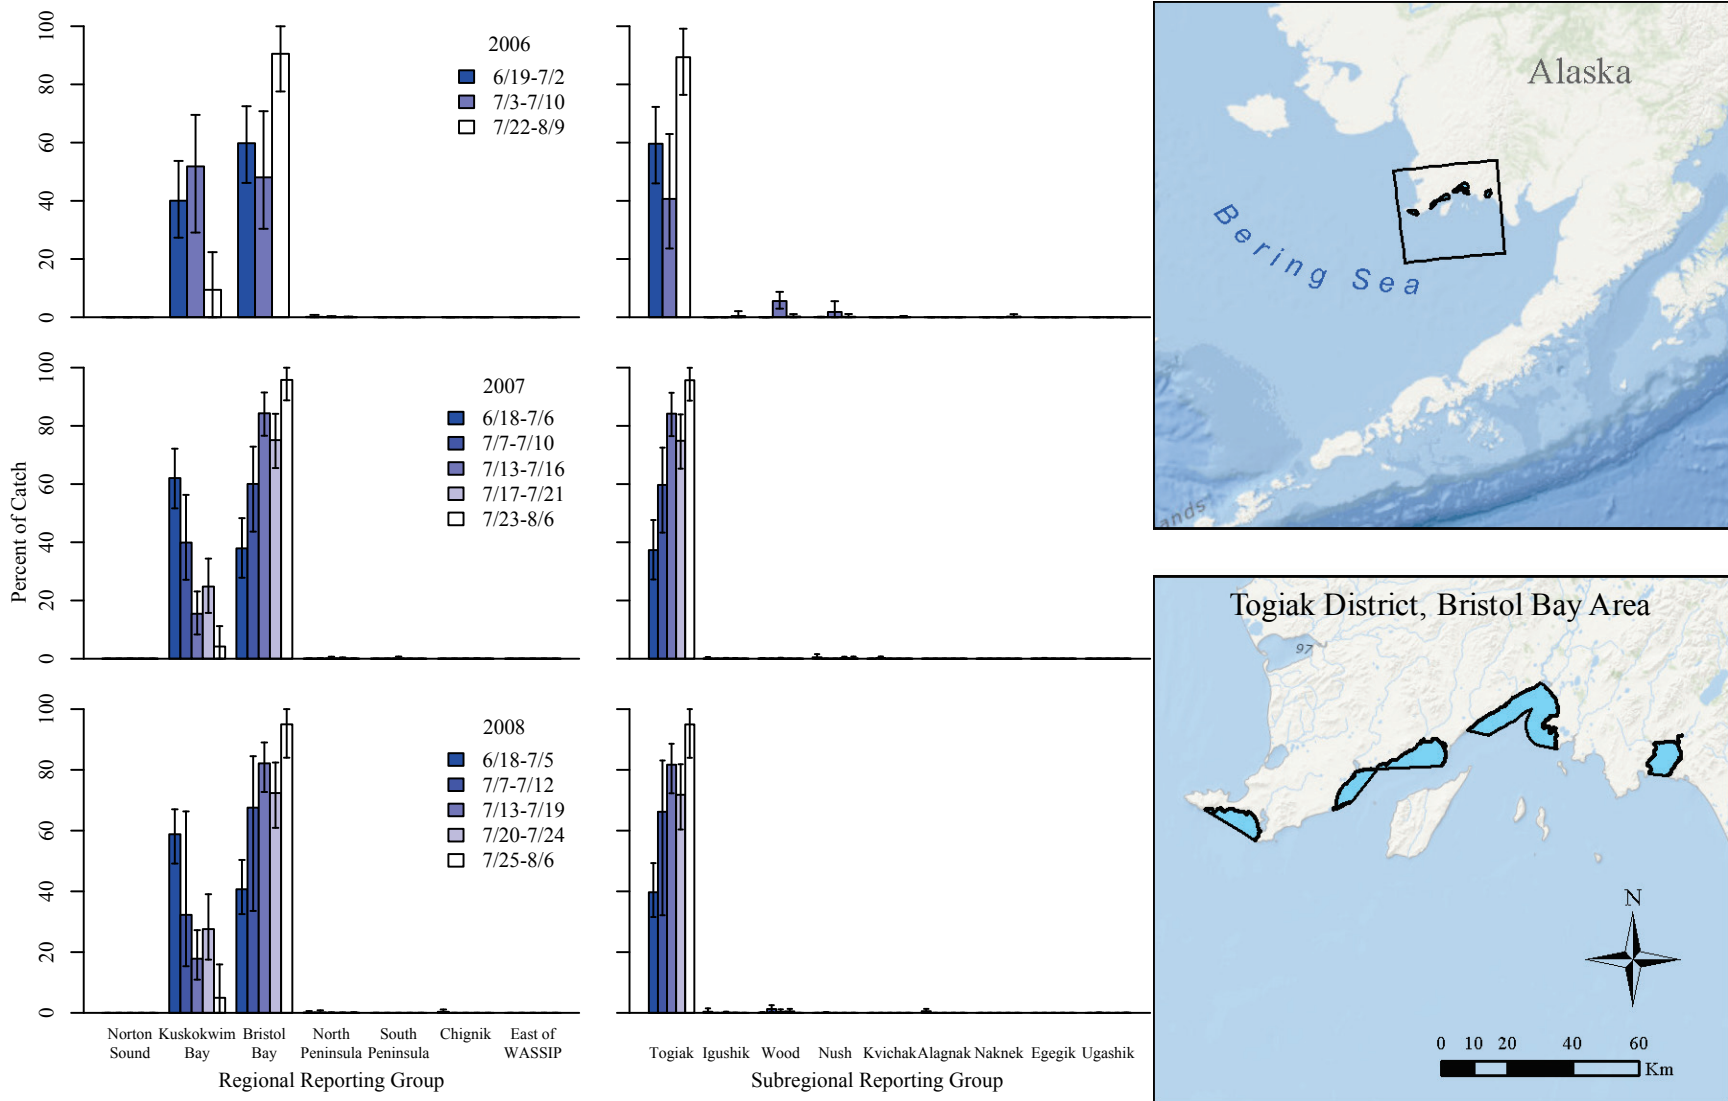 Percent of Catch
100
80
60
40
20
0
2006
6/19-7/2
7/3-7/10
7/22-8/9
100
80
60
40
20
0
2007
6/18-7/6
7/7-7/10
7/13-7/16
7/17-7/21
7/23-8/6
100
80
60
40
20
0
2008
6/18-7/5
7/7-7/12
7/13-7/19
7/20-7/24
7/25-8/6
Norton Kuskokwim Bristol North South Chignik East of
Sound Bay Bay Peninsula Peninsula WASSIP
Regional Reporting Group
Togiak Igushik Wood Nush Kvichak Alagnak Naknek Egegik Ugashik
Subregional Reporting Group
Alaska
Bering Sea
ands
Togiak District, Bristol Bay Area
97
N
0 10 20 40 60
Km